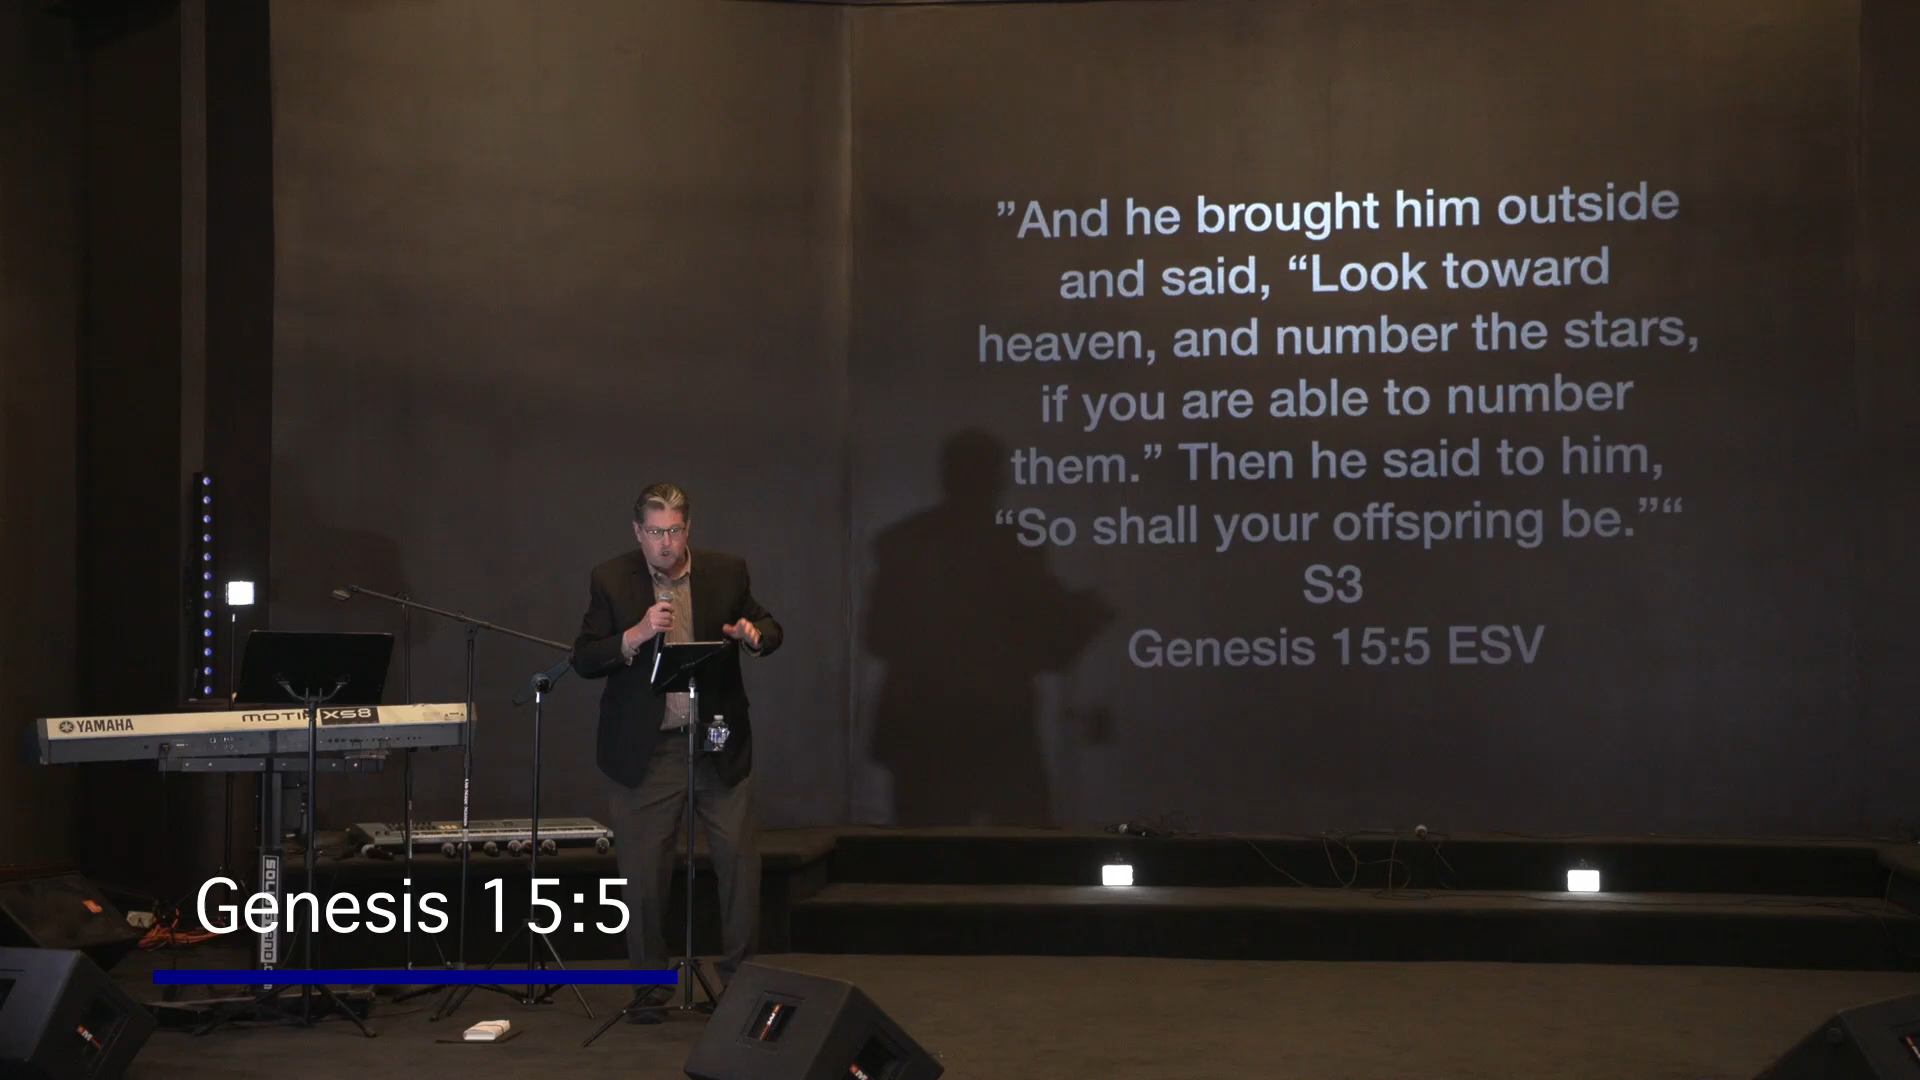 ”And he brought him outside
and said, “Look toward
heaven, and number the stars,
if you are able to number
them.” Then he said to him,
“So shall your offspring be.”“
S3
Genesis 15:5 ESV
YAMAHA
XS8
Genesis 15:5